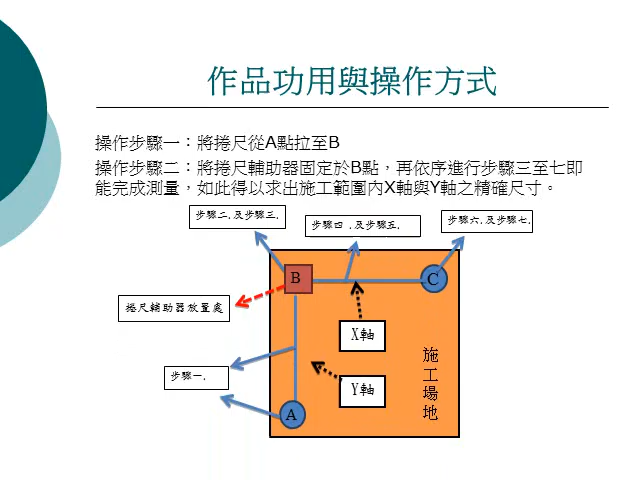 作品功用與操作方式
操作步驟一：將捲尺從A點拉至B
操作步驟二：將捲尺輔助器固定於B點，再依序進行步驟三至七即
能完成測量，如此得以求出施工範圍內X軸與Y軸之精確尺寸。
步驟二.及步驟三.
步驟四 .及步驟五.
步驟六.及步驟七.
B
C
捲尺輔助器放置處
X軸
施工場地
步驟一.
Y軸
A